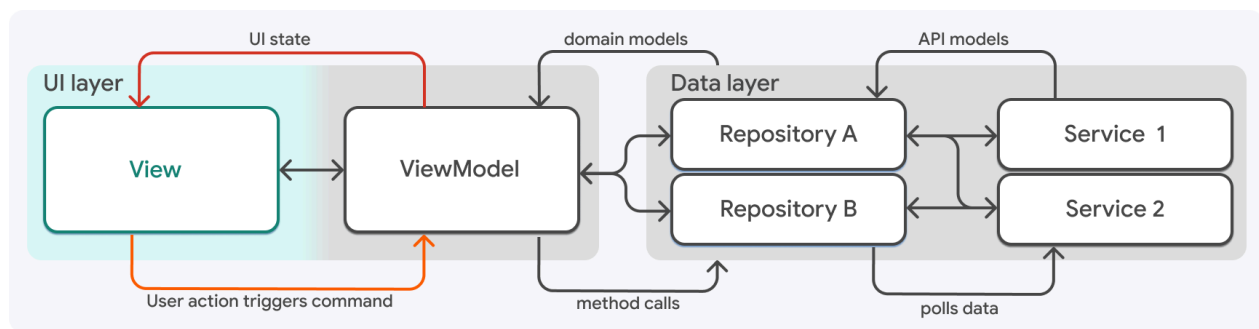 UI state
domain models
API models
UI layer
Data layer
View
ViewModel
Repository A
Service 1
Repository B
Service 2
User action triggers command
method calls
polls data